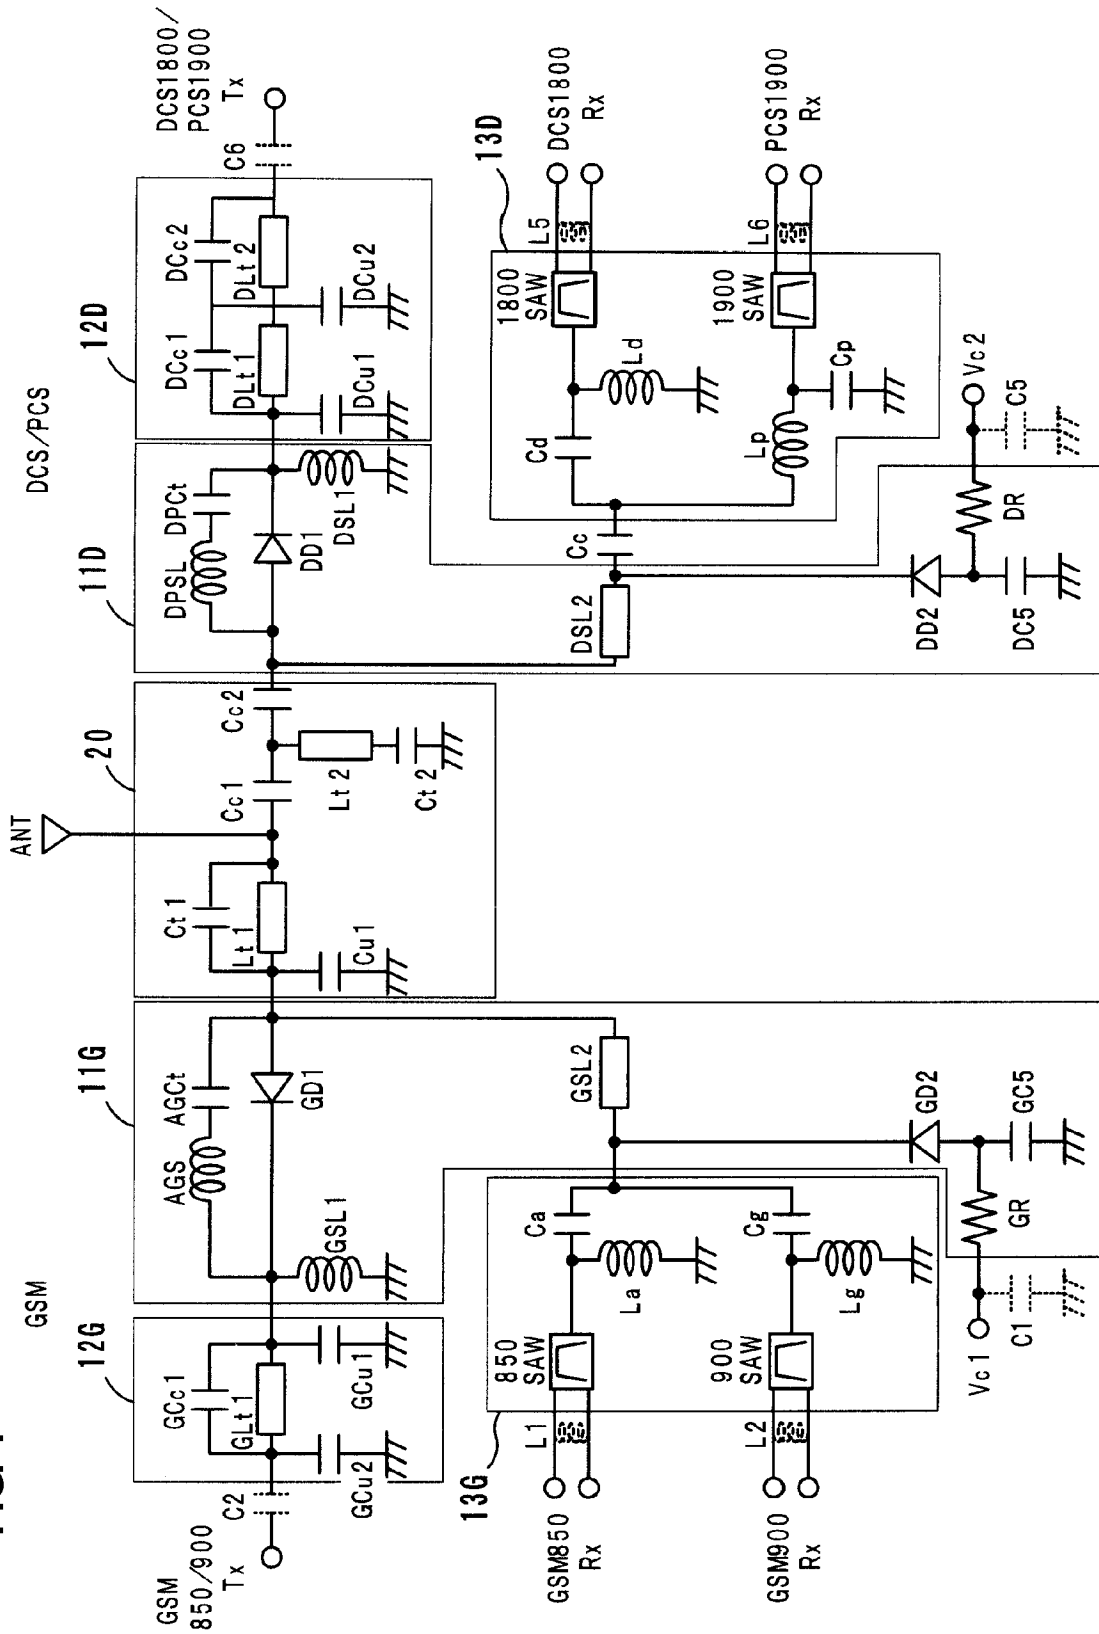 GSM
DCS/PCS
ANT
12G
11G
20
11D
12D
GSM
850/900
Tx
C2
GCc1
GLt1
GCu2
GCu1
AGS
AGCt
GD1
GSL1
Ct1
Lt1
Cu1
Cc1
Cc2
Lt2
Ct2
DPSL
DPCt
DD1
DSL1
DCc1
DLt1
DCu1
DCc2
DLt2
DCu2
C6
DCS1800/
PCS1900
Tx
13G
GSM850
Rx
L1
850
SAW
La
Ca
GSL2
GSM900
Rx
L2
900
SAW
Lg
Cg
GD2
GC5
GR
Vc1
C1
DSL2
Cc
Cd
Ld
1800
SAW
L5
13D
DCS1800
Rx
Lp
Cp
1900
SAW
L6
PCS1900
Rx
DD2
DC5
DR
Vc2
C5